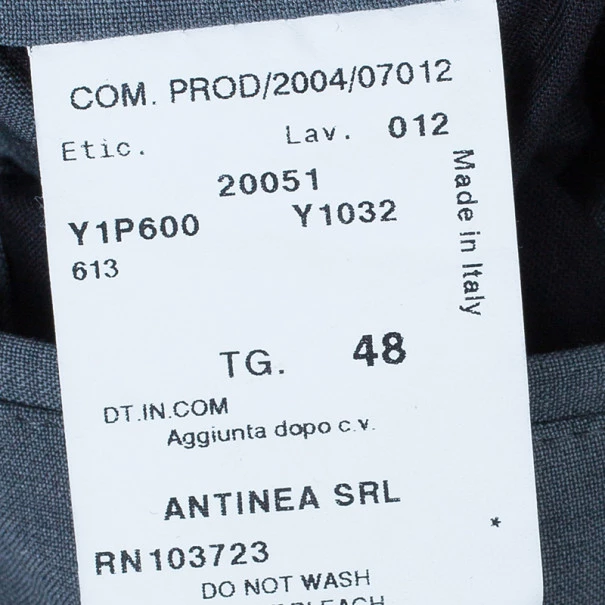 COM. PROD/2004/07012
Etic. Lav. 012
20051
Y1P600 Y1032
613
Made in Italy
TG. 48
DT.IN.COM
Aggiunta dopo c.v.
ANTINEA SRL
*
RN103723
DO NOT WASH